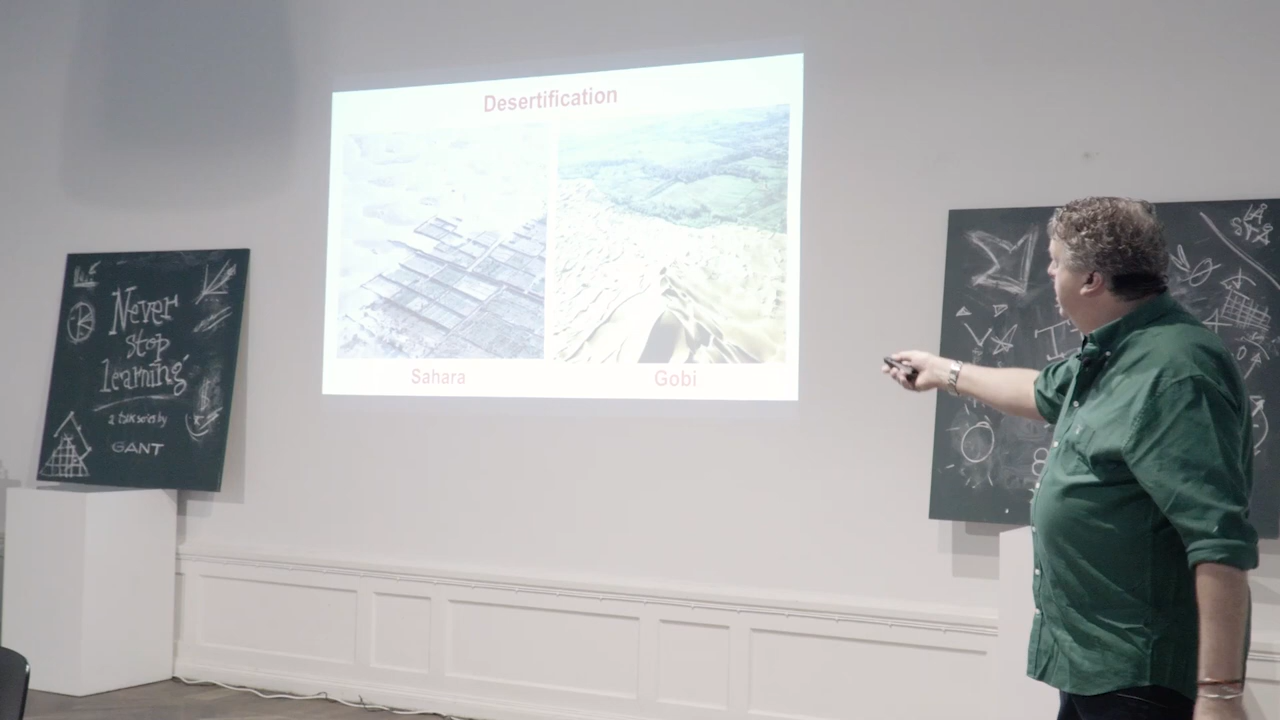 Desertification
Sahara
Gobi
Never
stop
learning
a talk series by
GANT